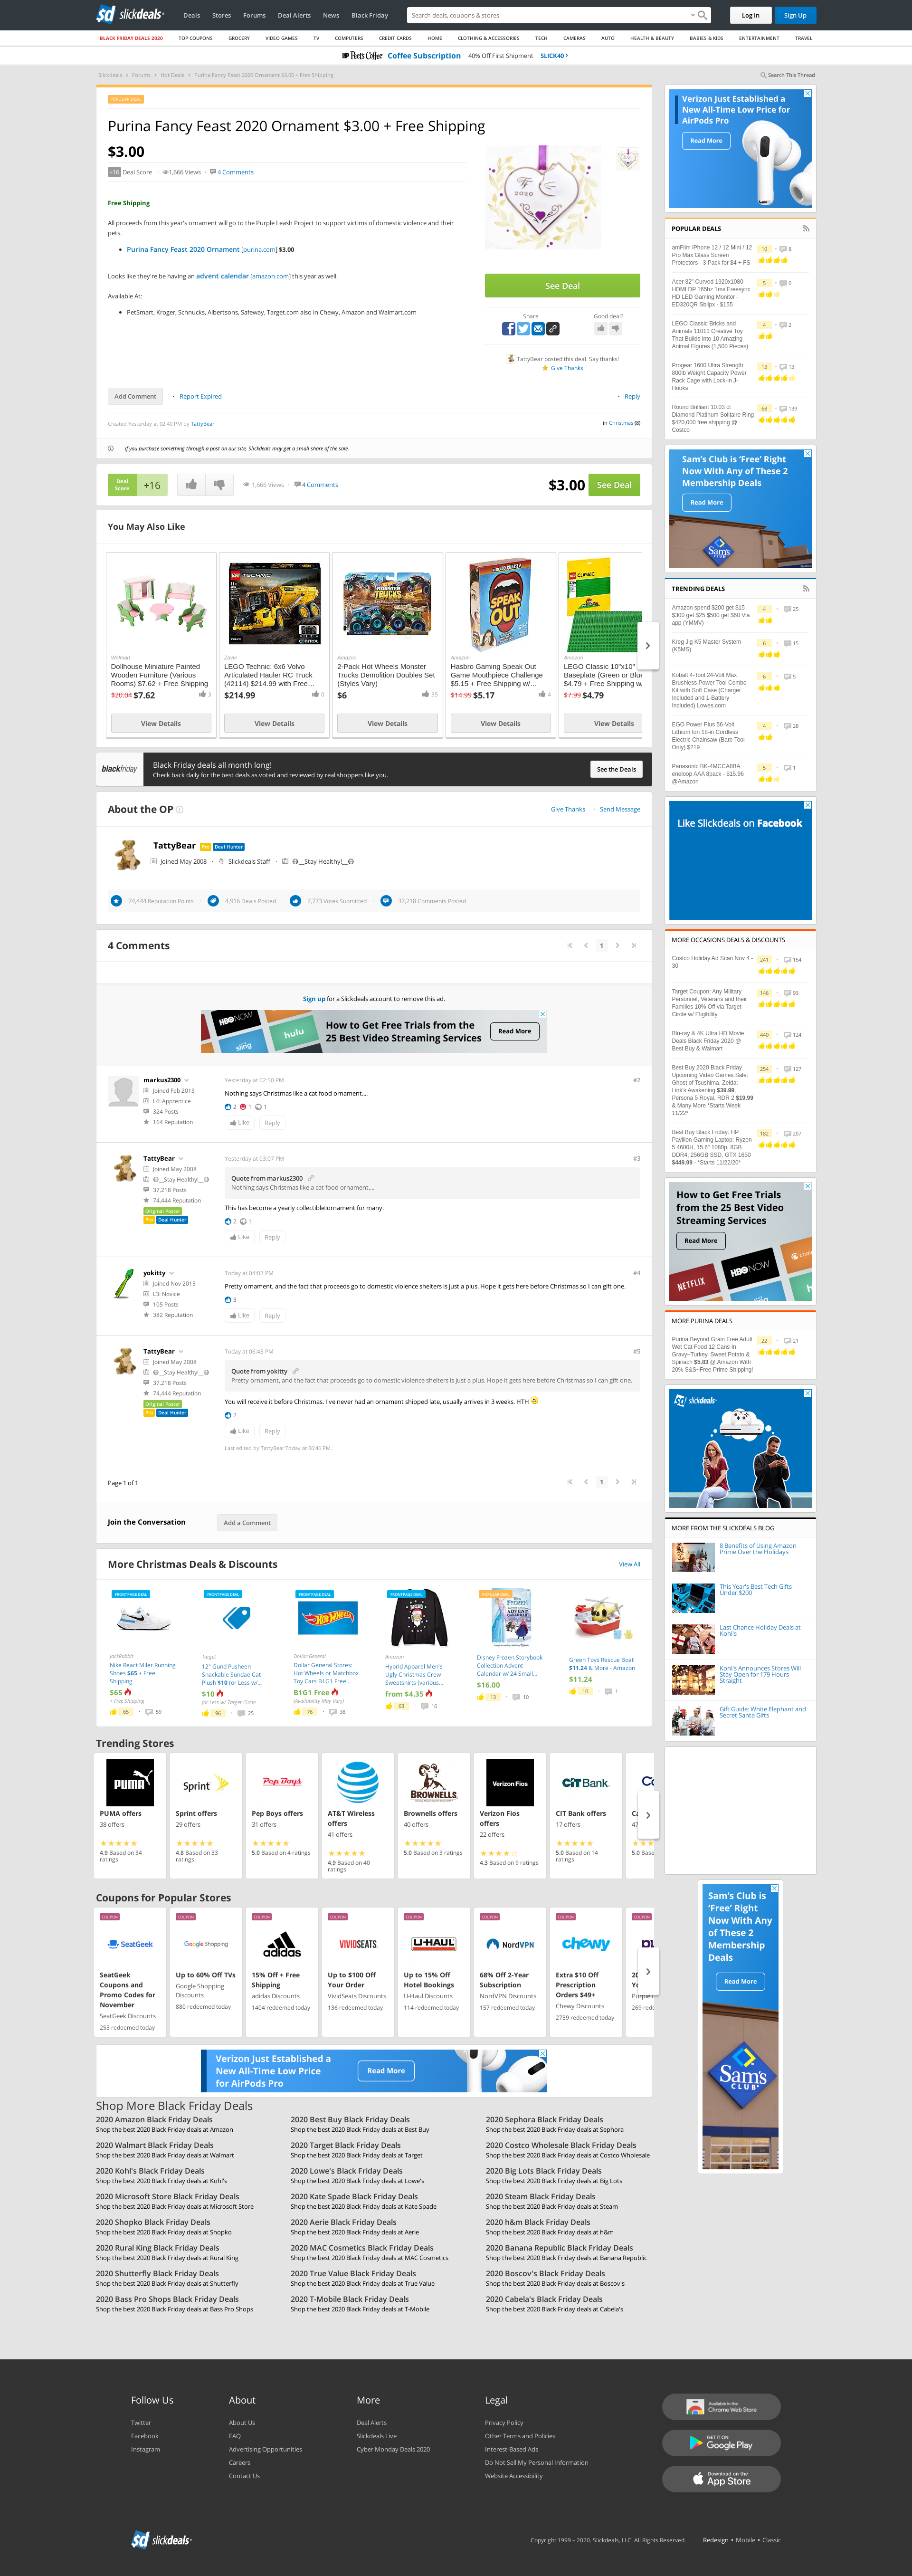 slickdeals
Deals
Stores
Forums
Deal Alerts
News
Black Friday
Search deals, coupons & stores
Log In
Sign Up
BLACK FRIDAY DEALS 2020
TOP COUPONS
GROCERY
VIDEO GAMES
TV
COMPUTERS
CREDIT CARDS
HOME
CLOTHING & ACCESSORIES
TECH
CAMERAS
AUTO
HEALTH & BEAUTY
BABIES & KIDS
ENTERTAINMENT
TRAVEL
Peet's Coffee
Coffee Subscription
40% Off First Shipment
SLICK40
Slickdeals > Forums > Hot Deals > Purina Fancy Feast 2020 Ornament $3.00 + Free Shipping
Search This Thread
POPULAR DEAL
Purina Fancy Feast 2020 Ornament $3.00 + Free Shipping
$3.00
+16 Deal Score
1,666 Views
4 Comments
Free Shipping
All proceeds from this year's ornament will go to the Purple Leash Project to support victims of domestic violence and their
pets.
Purina Fancy Feast 2020 Ornament [purina.com] $3.00
Looks like they're be having an advent calendar [amazon.com] this year as well.
Available At:
PetSmart, Kroger, Schnucks, Albertsons, Safeway, Target.com also in Chewy, Amazon and Walmart.com
See Deal
Share
Good deal?
TattyBear posted this deal. Say thanks!
Give Thanks
Add Comment
Report Expired
Reply
Created Yesterday at 02:40 PM by TattyBear
in Christmas (8)
If you purchase something through a post on our site, Slickdeals may get a small share of the sale.
Deal
Score
+16
1,666 Views
4 Comments
$3.00
See Deal
You May Also Like
Walmart
Dollhouse Miniature Painted
Wooden Furniture (Various
Rooms) $7.62 + Free Shipping
$20.04 $7.62
3
View Details
Zavvi
LEGO Technic: 6x6 Volvo
Articulated Hauler RC Truck
(42114) $214.99 with Free...
$214.99
0
View Details
Amazon
2-Pack Hot Wheels Monster
Trucks Demolition Doubles Set
(Styles Vary)
$6
35
View Details
Amazon
Hasbro Gaming Speak Out
Game Mouthpiece Challenge
$5.15 + Free Shipping w/...
$14.99 $5.17
4
View Details
Amazon
LEGO Classic 10"x10"
Baseplate (Green or Blue)
$4.79 + Free Shipping w/
$7.99 $4.79
View Details
blackfriday
Black Friday deals all month long!
Check back daily for the best deals as voted and reviewed by real shoppers like you.
See the Deals
About the OP
Give Thanks
Send Message
TattyBear
Pro
Deal Hunter
Joined May 2008
Slickdeals Staff
__Stay Healthy!__
74,444 Reputation Points
4,916 Deals Posted
7,773 Votes Submitted
37,218 Comments Posted
4 Comments
1
Sign up for a Slickdeals account to remove this ad.
How to Get Free Trials from the
25 Best Video Streaming Services
Read More
markus2300
Joined Feb 2013
L4: Apprentice
324 Posts
164 Reputation
Yesterday at 02:50 PM
#2
Nothing says Christmas like a cat food ornament....
2 1 1
Like
Reply
TattyBear
Joined May 2008
__Stay Healthy!__
37,218 Posts
74,444 Reputation
Original Poster
Pro
Deal Hunter
Yesterday at 03:07 PM
#3
Quote from markus2300
Nothing says Christmas like a cat food ornament....
This has become a yearly collectible ornament for many.
2 1
Like
Reply
yokitty
Joined Nov 2015
L3: Novice
105 Posts
382 Reputation
Today at 04:03 PM
#4
Pretty ornament, and the fact that proceeds go to domestic violence shelters is just a plus. Hope it gets here before Christmas so I can gift one.
3
Like
Reply
TattyBear
Joined May 2008
__Stay Healthy!__
37,218 Posts
74,444 Reputation
Original Poster
Pro
Deal Hunter
Today at 06:43 PM
#5
Quote from yokitty
Pretty ornament, and the fact that proceeds go to domestic violence shelters is just a plus. Hope it gets here before Christmas so I can gift one.
You will receive it before Christmas. I've never had an ornament shipped late, usually arrives in 3 weeks. HTH
2
Like
Reply
Last edited by TattyBear Today at 06:46 PM.
Page 1 of 1
1
Join the Conversation
Add a Comment
More Christmas Deals & Discounts
View All
FRONTPAGE DEAL
JackRabbit
Nike React Miler Running
Shoes $65 + Free
Shipping
$65
+ Free Shipping
65
59
FRONTPAGE DEAL
Target
12" Gund Pusheen
Snackable Sundae Cat
Plush $10 (or Less w/...
$10
(or Less w/ Target Circle
96
25
FRONTPAGE DEAL
Dollar General
Dollar General Stores:
Hot Wheels or Matchbox
Toy Cars B1G1 Free...
B1G1 Free
(Availability May Vary)
76
38
FRONTPAGE DEAL
Amazon
Hybrid Apparel Men's
Ugly Christmas Crew
Sweatshirts (various...
from $4.35
63
16
POPULAR DEAL
Disney Frozen Storybook
Collection Advent
Calendar w/ 24 Small...
$16.00
13
10
Green Toys Rescue Boat
$11.24 & More - Amazon
$11.24
10
1
Trending Stores
PUMA offers
38 offers
4.9 Based on 34
ratings
Sprint offers
29 offers
4.8 Based on 33
ratings
Pep Boys offers
31 offers
5.0 Based on 4 ratings
AT&T Wireless
offers
41 offers
4.9 Based on 40
ratings
Brownells offers
40 offers
5.0 Based on 3 ratings
Verizon Fios
offers
22 offers
4.3 Based on 9 ratings
CIT Bank offers
17 offers
5.0 Based on 14
ratings
Coupons for Popular Stores
COUPON
SeatGeek
SeatGeek
Coupons and
Promo Codes for
November
SeatGeek Discounts
253 redeemed today
COUPON
Google Shopping
Up to 60% Off TVs
Google Shopping
Discounts
880 redeemed today
COUPON
adidas
15% Off + Free
Shipping
adidas Discounts
1404 redeemed today
COUPON
VIVIDSEATS
Up to $100 Off
Your Order
VividSeats Discounts
136 redeemed today
COUPON
U-HAUL
Up to 15% Off
Hotel Bookings
U-Haul Discounts
114 redeemed today
COUPON
NordVPN
68% Off 2-Year
Subscription
NordVPN Discounts
157 redeemed today
COUPON
chewy
Extra $10 Off
Prescription
Orders $49+
Chewy Discounts
2739 redeemed today
COUPON
Verizon Just Established a
New All-Time Low Price
for AirPods Pro
Read More
Shop More Black Friday Deals
2020 Amazon Black Friday Deals
Shop the best 2020 Black Friday deals at Amazon
2020 Best Buy Black Friday Deals
Shop the best 2020 Black Friday deals at Best Buy
2020 Sephora Black Friday Deals
Shop the best 2020 Black Friday deals at Sephora
2020 Walmart Black Friday Deals
Shop the best 2020 Black Friday deals at Walmart
2020 Target Black Friday Deals
Shop the best 2020 Black Friday deals at Target
2020 Costco Wholesale Black Friday Deals
Shop the best 2020 Black Friday deals at Costco Wholesale
2020 Kohl's Black Friday Deals
Shop the best 2020 Black Friday deals at Kohl's
2020 Lowe's Black Friday Deals
Shop the best 2020 Black Friday deals at Lowe's
2020 Big Lots Black Friday Deals
Shop the best 2020 Black Friday deals at Big Lots
2020 Microsoft Store Black Friday Deals
Shop the best 2020 Black Friday deals at Microsoft Store
2020 Kate Spade Black Friday Deals
Shop the best 2020 Black Friday deals at Kate Spade
2020 Steam Black Friday Deals
Shop the best 2020 Black Friday deals at Steam
2020 Shopko Black Friday Deals
Shop the best 2020 Black Friday deals at Shopko
2020 Aerie Black Friday Deals
Shop the best 2020 Black Friday deals at Aerie
2020 h&m Black Friday Deals
Shop the best 2020 Black Friday deals at h&m
2020 Rural King Black Friday Deals
Shop the best 2020 Black Friday deals at Rural King
2020 MAC Cosmetics Black Friday Deals
Shop the best 2020 Black Friday deals at MAC Cosmetics
2020 Banana Republic Black Friday Deals
Shop the best 2020 Black Friday deals at Banana Republic
2020 Shutterfly Black Friday Deals
Shop the best 2020 Black Friday deals at Shutterfly
2020 True Value Black Friday Deals
Shop the best 2020 Black Friday deals at True Value
2020 Boscov's Black Friday Deals
Shop the best 2020 Black Friday deals at Boscov's
2020 Bass Pro Shops Black Friday Deals
Shop the best 2020 Black Friday deals at Bass Pro Shops
2020 T-Mobile Black Friday Deals
Shop the best 2020 Black Friday deals at T-Mobile
2020 Cabela's Black Friday Deals
Shop the best 2020 Black Friday deals at Cabela's
Verizon Just Established a
New All-Time Low Price for
AirPods Pro
Read More
POPULAR DEALS
amFilm iPhone 12 / 12 Mini / 12
Pro Max Glass Screen
Protectors - 3 Pack for $4 + FS
10
8
Acer 32" Curved 1920x1080
HDMI DP 165hz 1ms Freesync
HD LED Gaming Monitor -
ED320QR Sbiipx - $155
5
0
LEGO Classic Bricks and
Animals 11011 Creative Toy
That Builds into 10 Amazing
Animal Figures (1,500 Pieces)
4
2
Progear 1600 Ultra Strength
800lb Weight Capacity Power
Rack Cage with Lock-in J-
Hooks
13
13
Round Brilliant 10.03 ct
Diamond Platinum Solitaire Ring
$420,000 free shipping @
Costco
68
139
Sam's Club is 'Free' Right
Now With Any of These 2
Membership Deals
Read More
TRENDING DEALS
Amazon spend $200 get $15
$300 get $25 $500 get $60 Via
app (YMMV)
4
25
Kreg Jig K5 Master System
(K5MS)
6
15
Kobalt 4-Tool 24-Volt Max
Brushless Power Tool Combo
Kit with Soft Case (Charger
Included and 1-Battery
Included) Lowes.com
6
5
EGO Power Plus 56-Volt
Lithium Ion 18-in Cordless
Electric Chainsaw (Bare Tool
Only) $219
4
28
Panasonic BK-4MCCA8BA
eneloop AAA 8pack - $15.96
@Amazon
5
1
Like Slickdeals on Facebook
MORE OCCASIONS DEALS & DISCOUNTS
Costco Holiday Ad Scan Nov 4 -
30
241
154
Target Coupon: Any Military
Personnel, Veterans and their
Families 10% Off via Target
Circle w/ Eligibility
146
93
Blu-ray & 4K Ultra HD Movie
Deals Black Friday 2020 @
Best Buy & Walmart
440
124
Best Buy 2020 Black Friday
Upcoming Video Games Sale:
Ghost of Tsushima, Zelda:
Link's Awakening $39.99,
Persona 5 Royal, RDR 2 $19.99
& Many More *Starts Week
11/22*
254
127
Best Buy Black Friday: HP
Pavilion Gaming Laptop: Ryzen
5 4600H, 15.6" 1080p, 8GB
DDR4, 256GB SSD, GTX 1650
$449.99 - *Starts 11/22/20*
182
207
How to Get Free Trials
from the 25 Best Video
Streaming Services
Read More
NETFLIX
HBONOW
sling
MORE PURINA DEALS
Purina Beyond Grain Free Adult
Wet Cat Food 12 Cans In
Gravy~Turkey, Sweet Potato &
Spinach $5.83 @ Amazon With
20% S&S~Free Prime Shipping!
22
21
slickdeals
MORE FROM THE SLICKDEALS BLOG
8 Benefits of Using Amazon
Prime Over the Holidays
This Year's Best Tech Gifts
Under $200
Last Chance Holiday Deals at
Kohl's
Kohl's Announces Stores Will
Stay Open for 179 Hours
Straight
Gift Guide: White Elephant and
Secret Santa Gifts
Sam's Club is
'Free' Right
Now With Any
of These 2
Membership
Deals
Read More
Sam's
CLUB
Follow Us
Twitter
Facebook
Instagram
About
About Us
FAQ
Advertising Opportunities
Careers
Contact Us
More
Deal Alerts
Slickdeals Live
Cyber Monday Deals 2020
Legal
Privacy Policy
Other Terms and Policies
Interest-Based Ads
Do Not Sell My Personal Information
Website Accessibility
Available in the
Chrome Web Store
GET IT ON
Google Play
Download on the
App Store
slickdeals
Copyright 1999 - 2020. Slickdeals, LLC. All Rights Reserved.
Redesign • Mobile • Classic